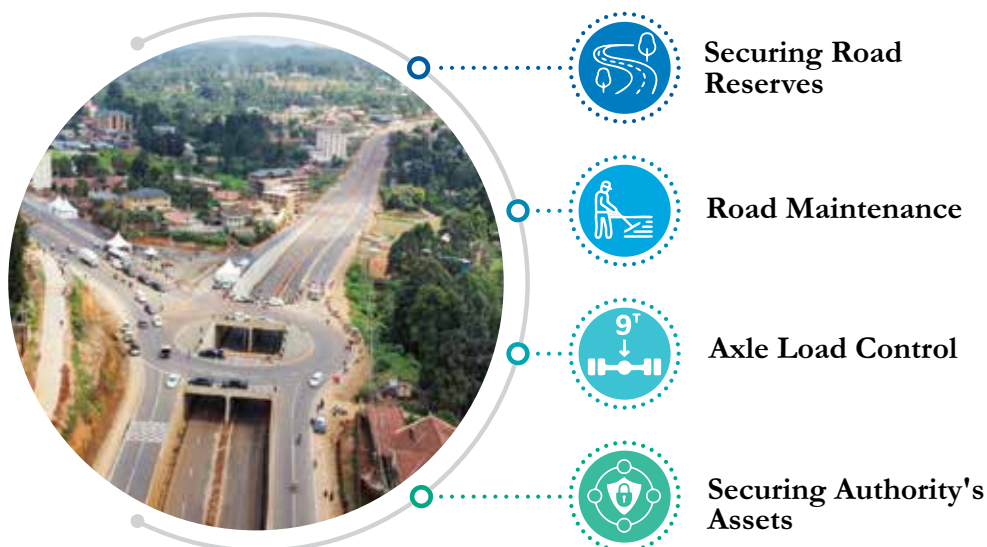 Securing Road
Reserves
Road Maintenance
9T
Axle Load Control
Securing Authority's
Assets